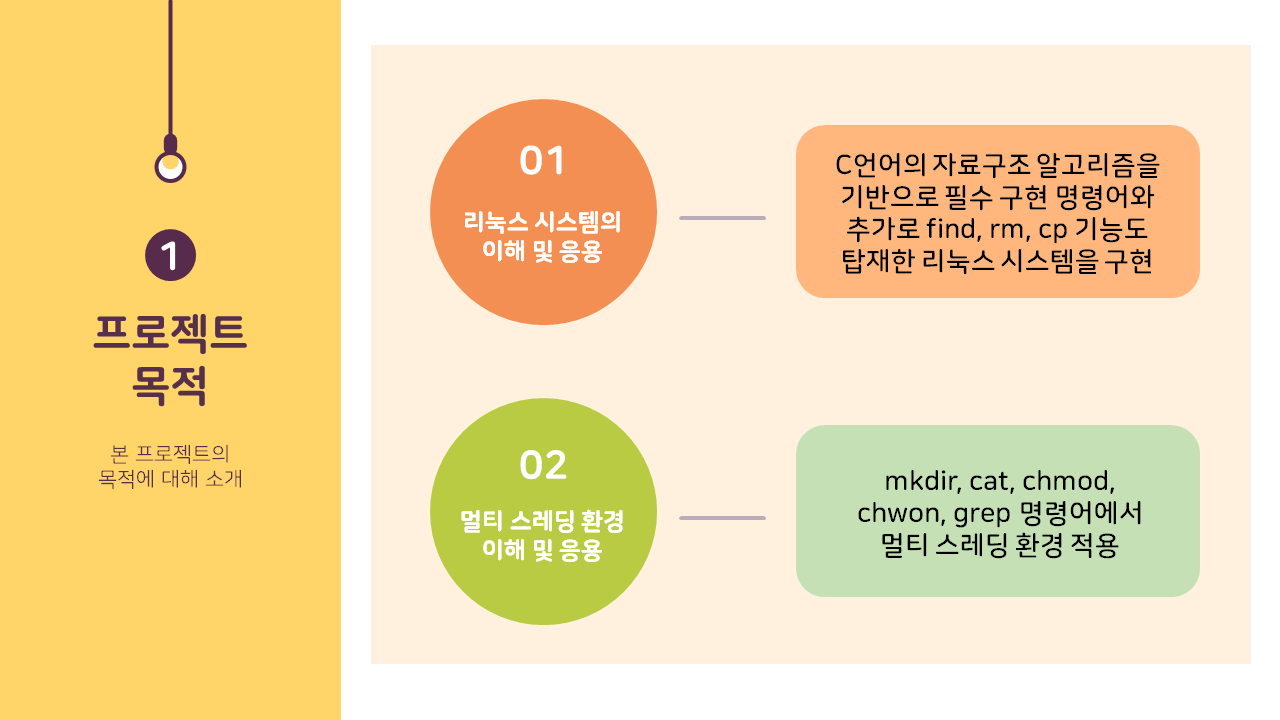 1
프로젝트
목적
본 프로젝트의
목적에 대해 소개
01
리눅스 시스템의
이해 및 응용
C언어의 자료구조 알고리즘을
기반으로 필수 구현 명령어와
추가로 find, rm, cp 기능도
탑재한 리눅스 시스템을 구현
02
멀티 스레딩 환경
이해 및 응용
mkdir, cat, chmod,
chwon, grep 명령어에서
멀티 스레딩 환경 적용